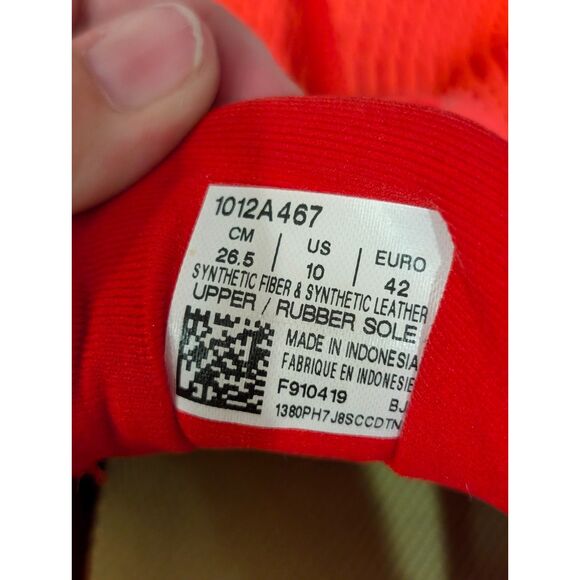 1012A467
CM | US | EURO
26.5 | 10 | 42
SYNTHETIC FIBER & SYNTHETIC LEATHER
UPPER / RUBBER SOLE
MADE IN INDONESIA
FABRIQUE EN INDONESIE
F910419 BJ
1380PH7J8SCCDTN